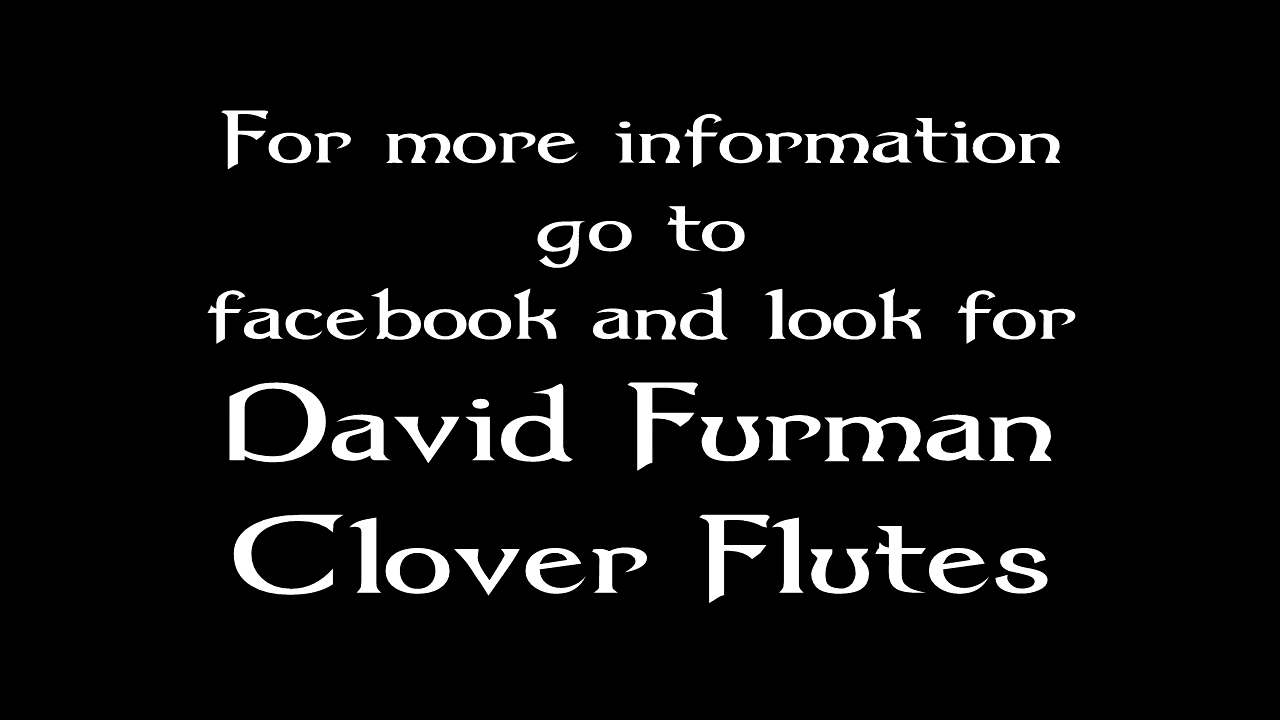 For more information
go to
facebook and look for
David Furman
Clover Flutes